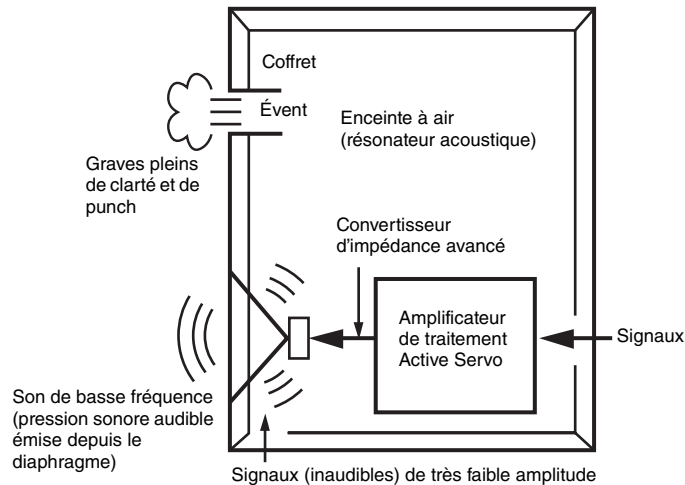 Coffret
Évent
Enceinte à air
(résonateur acoustique)
Graves pleins
de clarté et de
punch
Convertisseur
d'impédance avancé
Amplificateur
de traitement
Active Servo
Signaux
Son de basse fréquence
(pression sonore audible
émise depuis le
diaphragme)
Signaux (inaudibles) de très faible amplitude